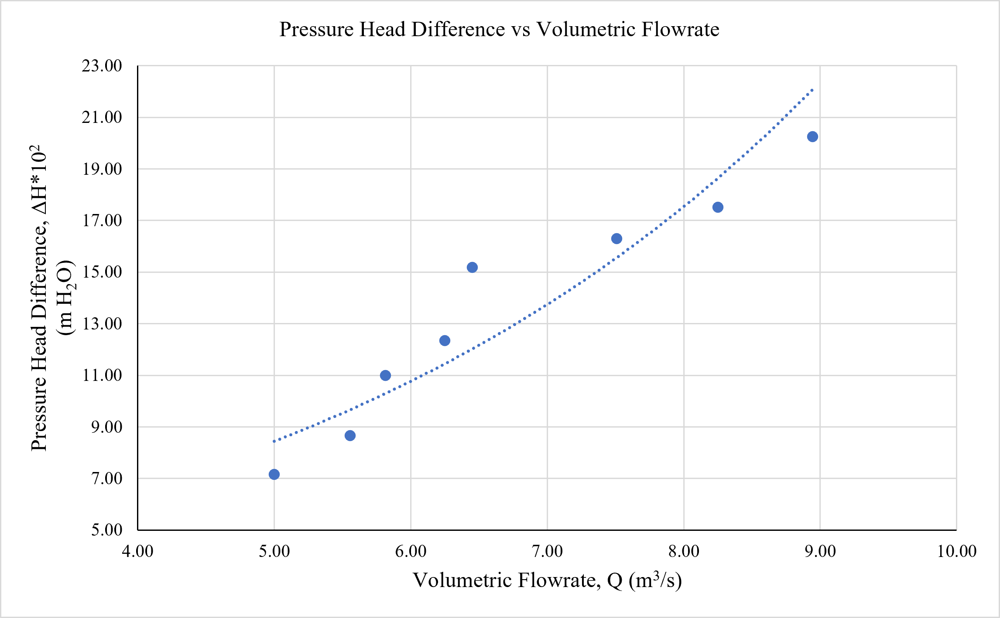 Pressure Head Difference vs Volumetric Flowrate
23.00
21.00
19.00
17.00
15.00
13.00
11.00
9.00
7.00
5.00
Pressure Head Difference, ΔH*10²
(m H₂O)
4.00 5.00 6.00 7.00 8.00 9.00 10.00
Volumetric Flowrate, Q (m³/s)